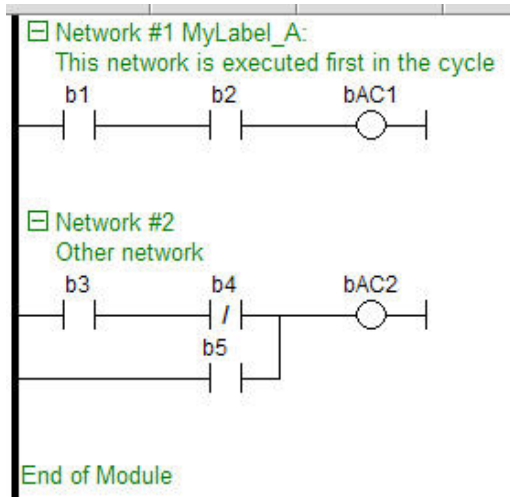 Network #1 MyLabel_A:
This network is executed first in the cycle
b1 b2 bAC1
Network #2
Other network
b3 b4 bAC2
b5
End of Module